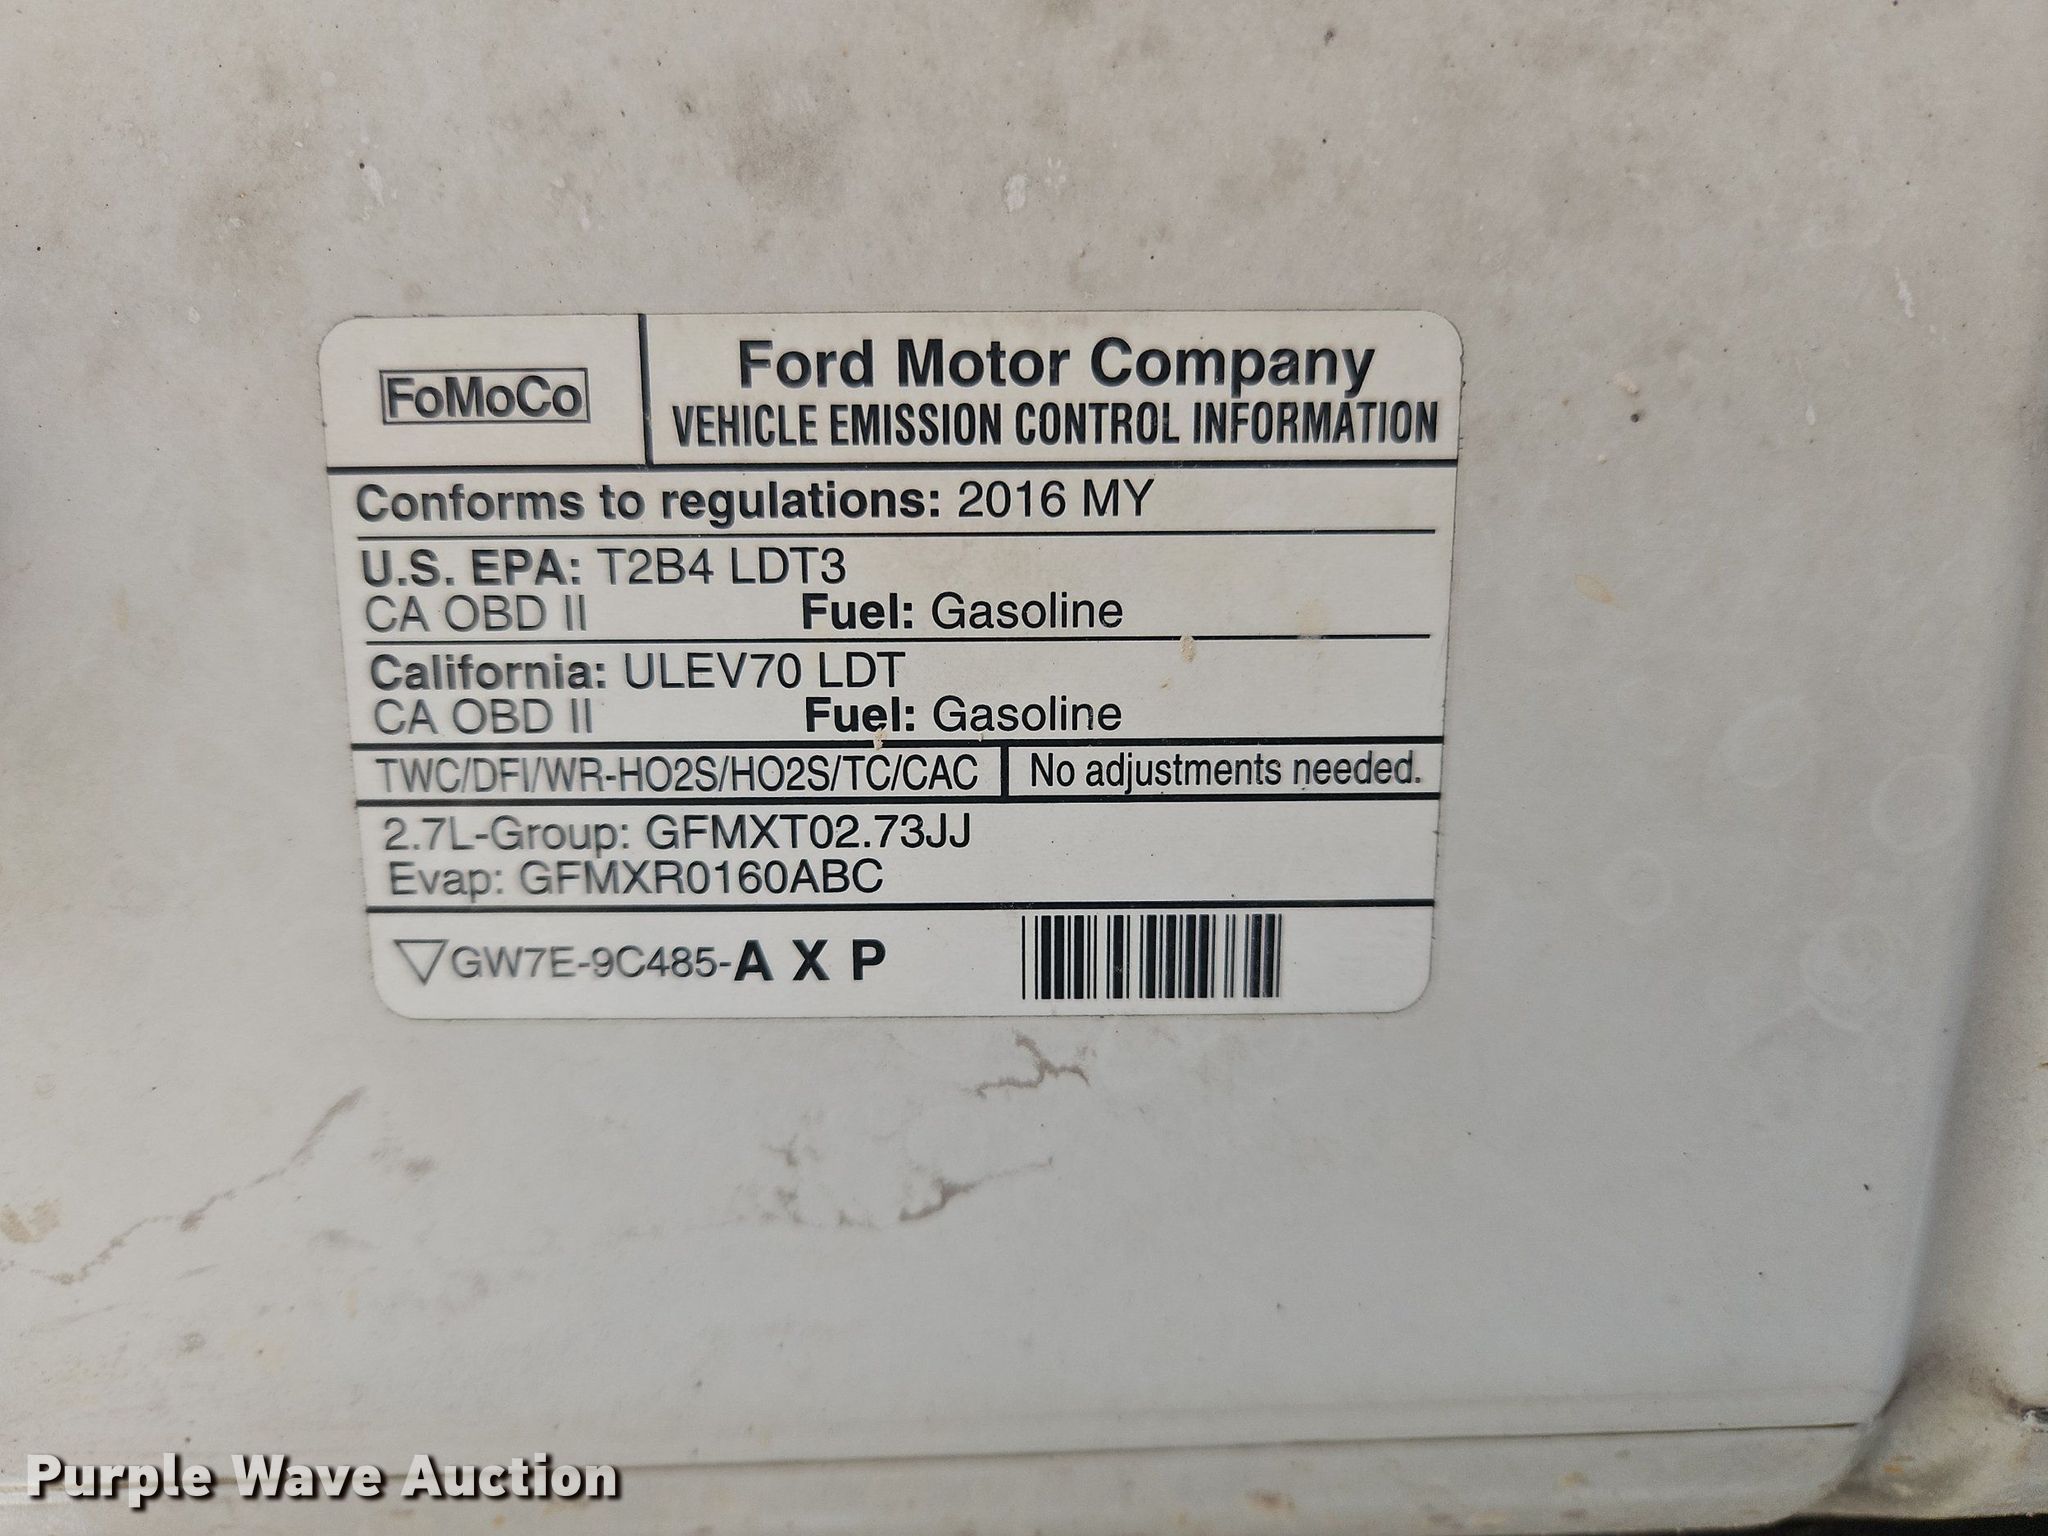 FoMoCo
Ford Motor Company
VEHICLE EMISSION CONTROL INFORMATION
Conforms to regulations: 2016 MY
U.S. EPA: T2B4 LDT3
CA OBD II Fuel: Gasoline
California: ULEV70 LDT
CA OBD II Fuel: Gasoline
TWC/DFI/WR-HO2S/HO2S/TC/CAC No adjustments needed.
2.7L-Group: GFMXT02.73JJ
Evap: GFMXR0160ABC
GW7E-9C485-A X P
Purple Wave Auction